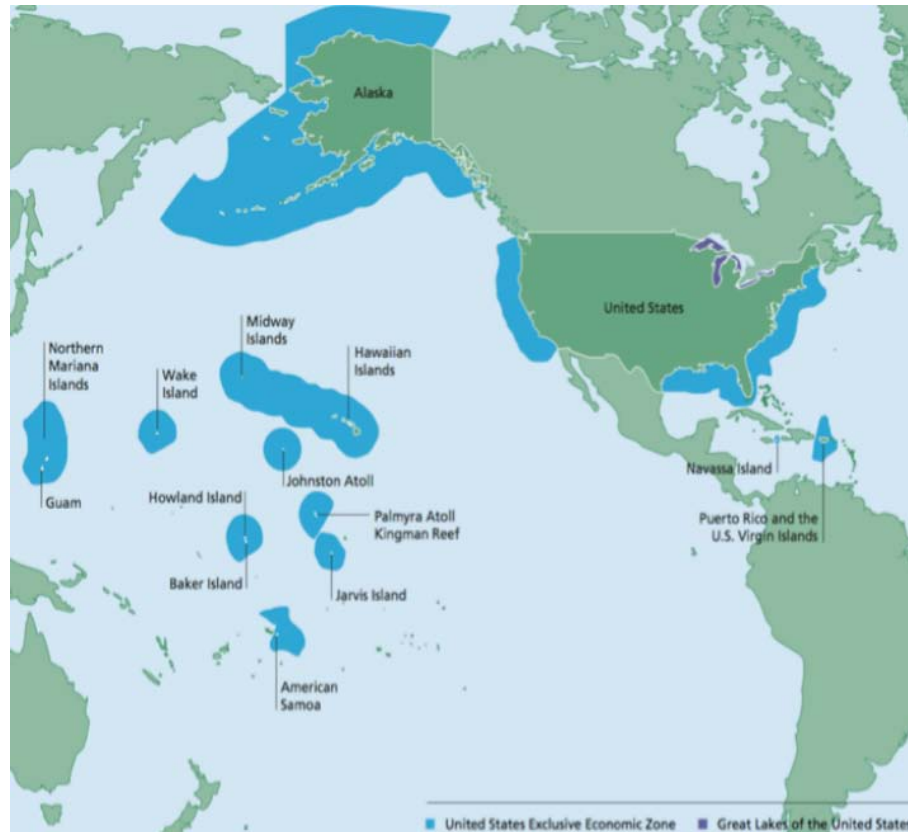 Alaska
United States
Midway
Islands
Hawaiian
Islands
Northern
Mariana
Islands
Wake
Island
Guam
Johnston Atoll
Howland Island
Palmyra Atoll
Kingman Reef
Baker Island
Jarvis Island
American
Samoa
Navassa Island
Puerto Rico and the
U.S. Virgin Islands
United States Exclusive Economic Zone
Great Lakes of the United States